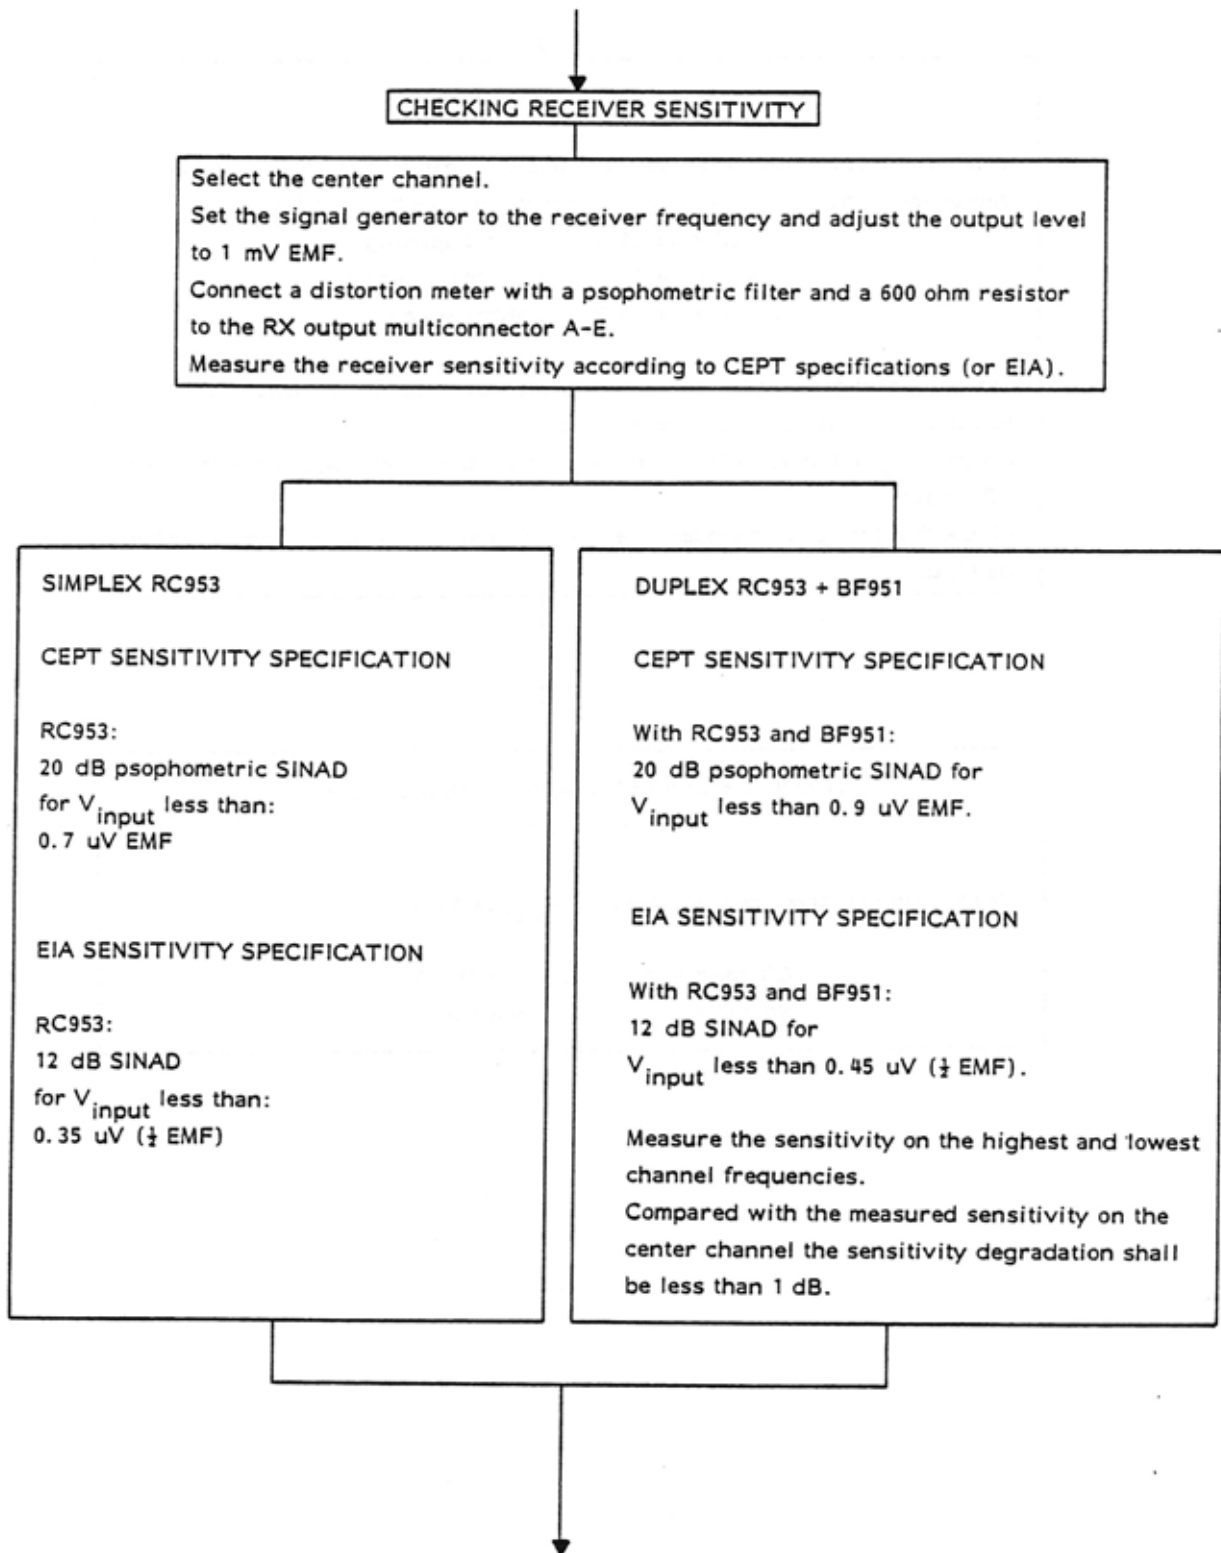 CHECKING RECEIVER SENSITIVITY
Select the center channel.
Set the signal generator to the receiver frequency and adjust the output level
to 1 mV EMF.
Connect a distortion meter with a psophometric filter and a 600 ohm resistor
to the RX output multiconnector A-E.
Measure the receiver sensitivity according to CEPT specifications (or EIA).
SIMPLEX RC953
CEPT SENSITIVITY SPECIFICATION
RC953:
20 dB psophometric SINAD
for Vinput less than:
0.7 uV EMF
EIA SENSITIVITY SPECIFICATION
RC953:
12 dB SINAD
for Vinput less than:
0.35 uV (½ EMF)
DUPLEX RC953 + BF951
CEPT SENSITIVITY SPECIFICATION
With RC953 and BF951:
20 dB psophometric SINAD for
Vinput less than 0.9 uV EMF.
EIA SENSITIVITY SPECIFICATION
With RC953 and BF951:
12 dB SINAD for
Vinput less than 0.45 uV (½ EMF).
Measure the sensitivity on the highest and lowest
channel frequencies.
Compared with the measured sensitivity on the
center channel the sensitivity degradation shall
be less than 1 dB.